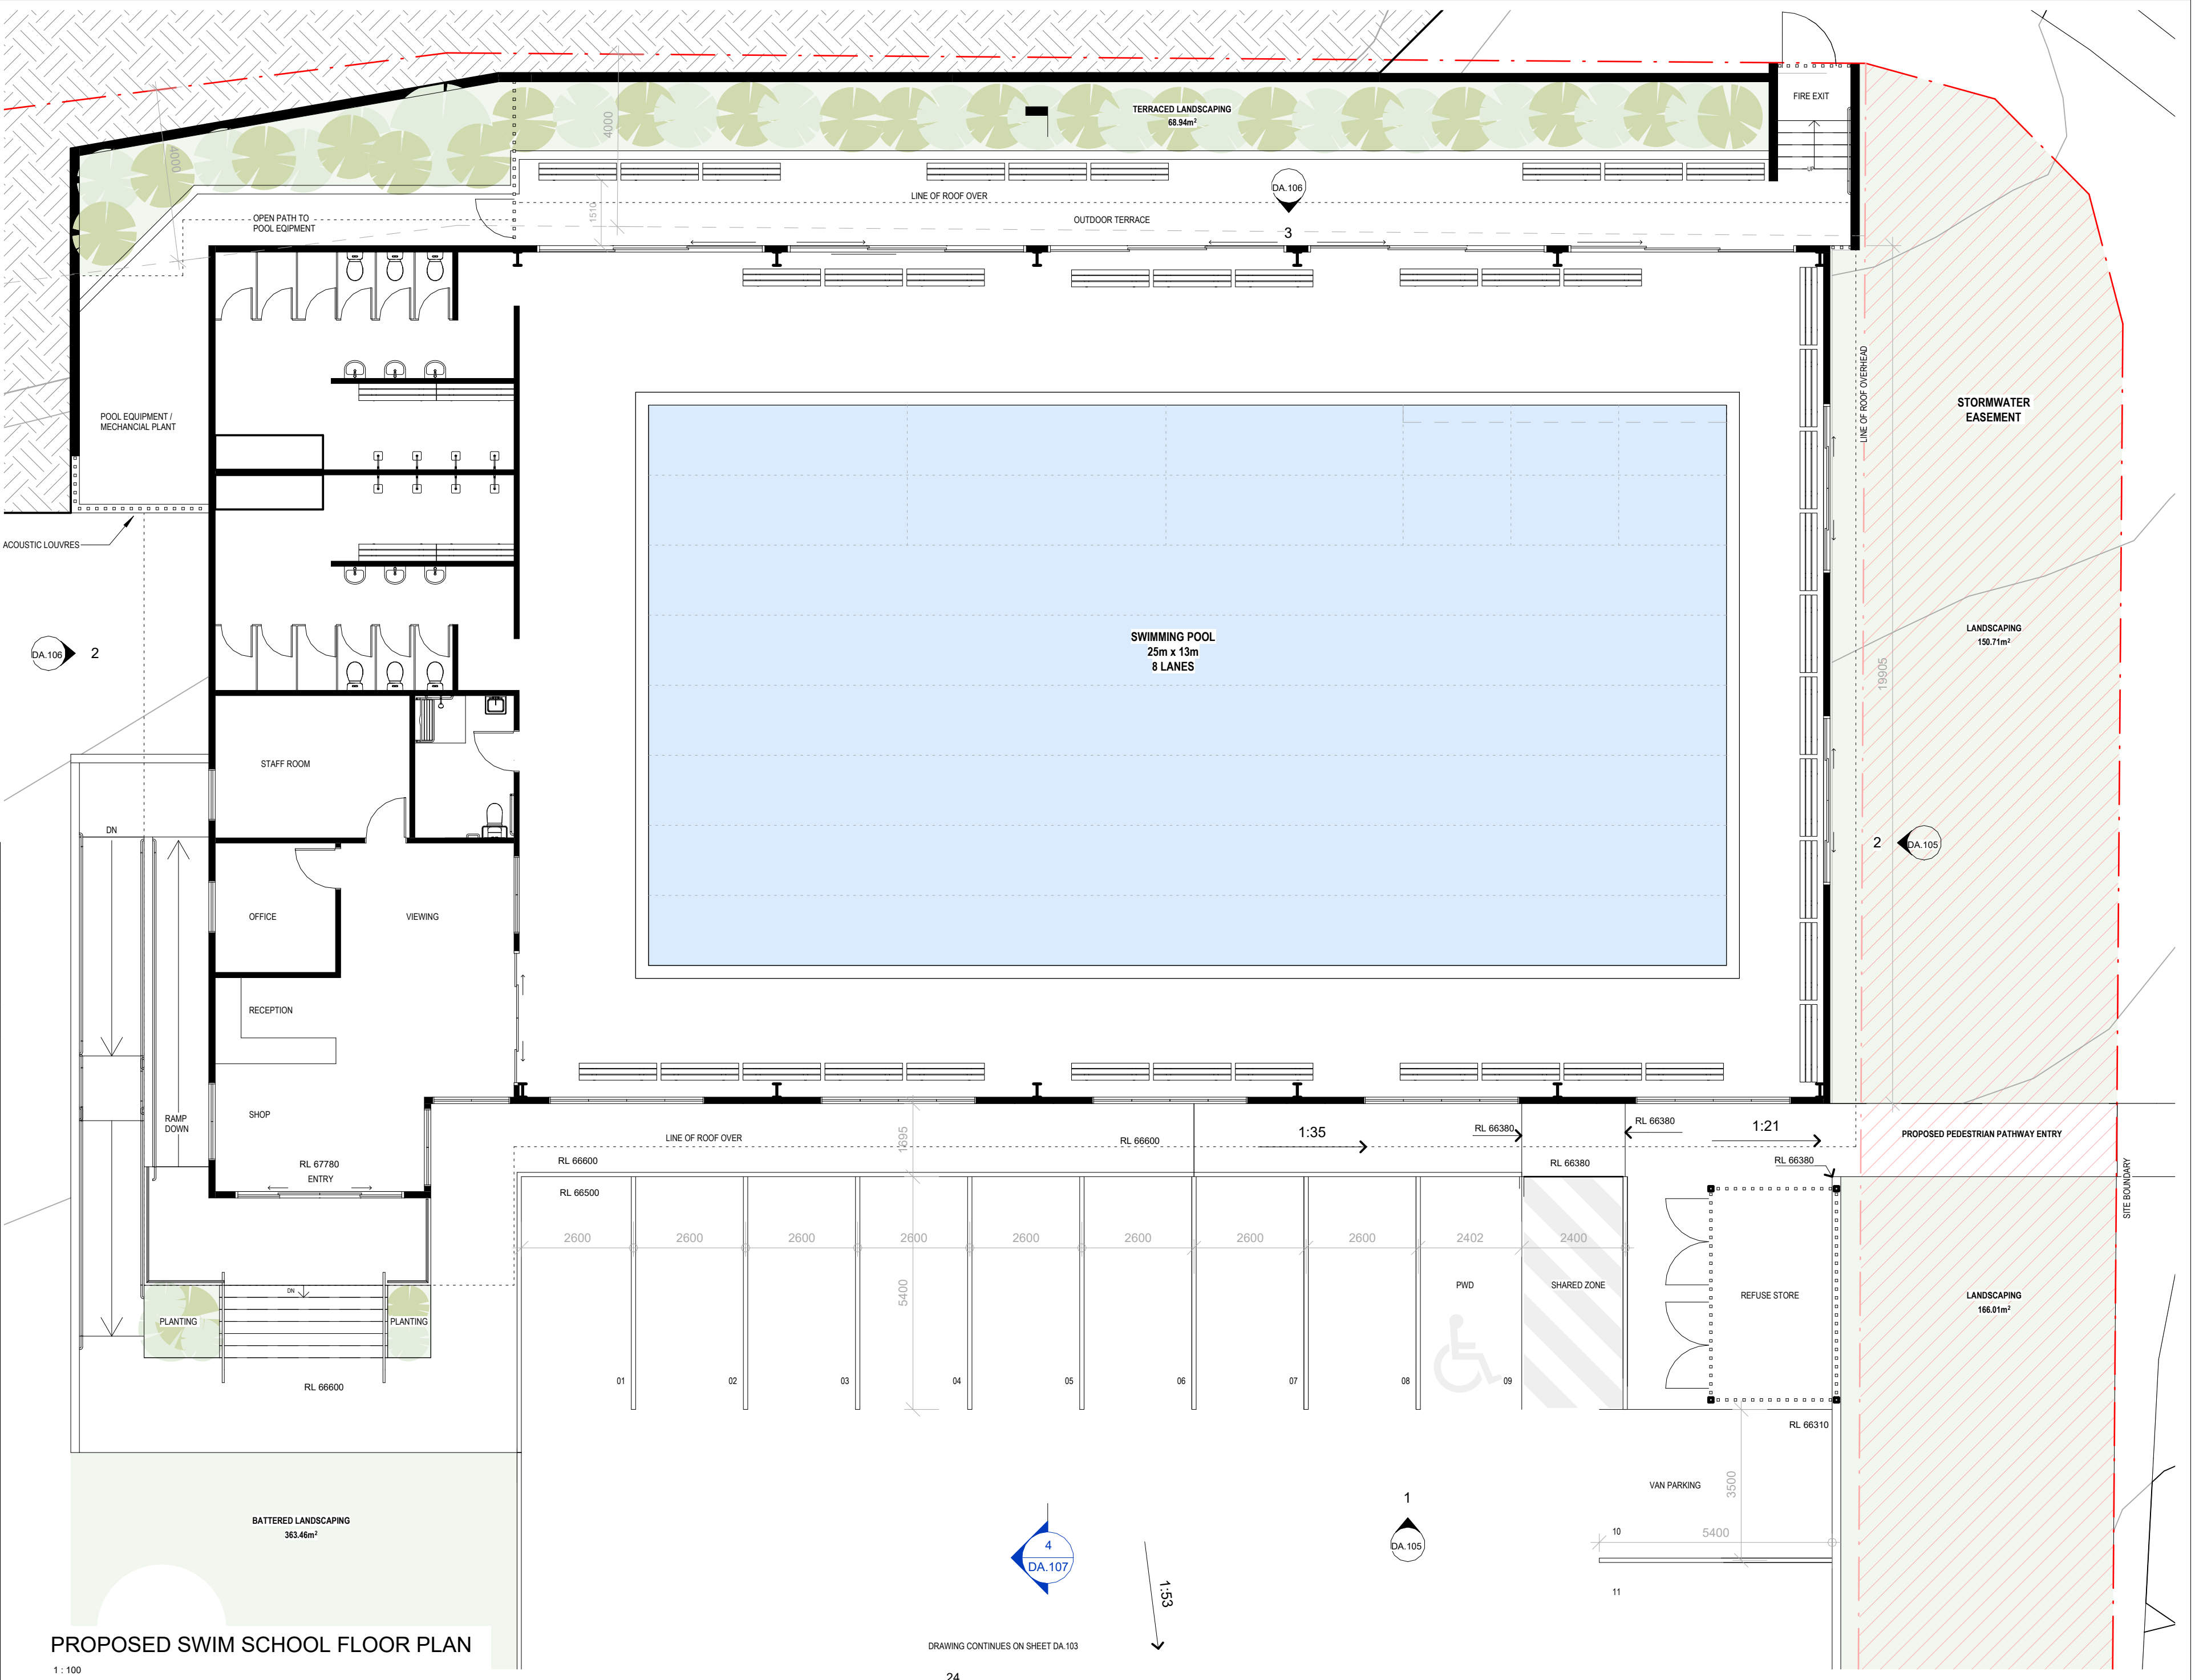 FIRE EXIT
TERRACED LANDSCAPING
68.94m²
4000
4000
1510
UP
LINE OF ROOF OVER
DA.106
OPEN PATH TO
POOL EQIPMENT
OUTDOOR TERRACE
3
LINE OF ROOF OVERHEAD
STORMWATER
EASEMENT
POOL EQUIPMENT /
MECHANCIAL PLANT
ACOUSTIC LOUVRES
SWIMMING POOL
25m x 13m
8 LANES
LANDSCAPING
150.71m²
DA.106
2
19905
STAFF ROOM
DN
2
DA.105
OFFICE
VIEWING
RECEPTION
SHOP
RAMP
DOWN
LINE OF ROOF OVER
1695
RL 66600
1:35
RL 66380
RL 66380
1:21
PROPOSED PEDESTRIAN PATHWAY ENTRY
RL 67780
ENTRY
RL 66600
RL 66380
RL 66380
RL 66500
SITE BOUNDARY
2600
2600
2600
2600
2600
2600
2600
2600
2402
2400
5400
PWD
SHARED ZONE
REFUSE STORE
LANDSCAPING
166.01m²
DN
PLANTING
PLANTING
RL 66600
01
02
03
04
05
06
07
08
09
RL 66310
VAN PARKING
3500
1
DA.105
BATTERED LANDSCAPING
363.46m²
4
DA.107
10
5400
11
1:53
PROPOSED SWIM SCHOOL FLOOR PLAN
1 : 100
DRAWING CONTINUES ON SHEET DA.103
24